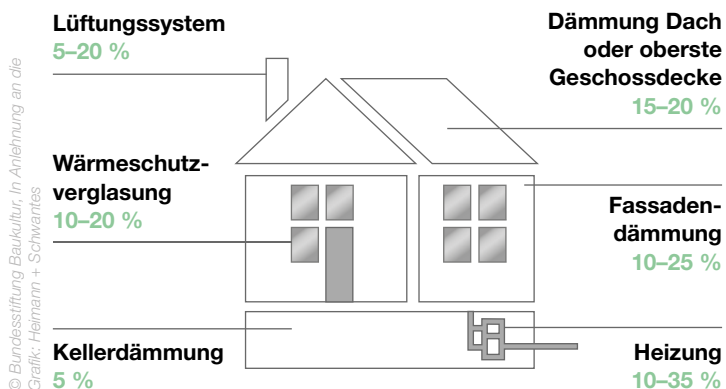 Lüftungssystem
5–20 %
Dämmung Dach
oder oberste
Geschossdecke
15–20 %
Wärmeschutz-
verglasung
10–20 %
Fassaden-
dämmung
10–25 %
Kellerdämmung
5 %
Heizung
10–35 %
© Bundesstiftung Baukultur, In Anlehnung an die
Grafik: Heimann + Schwantes